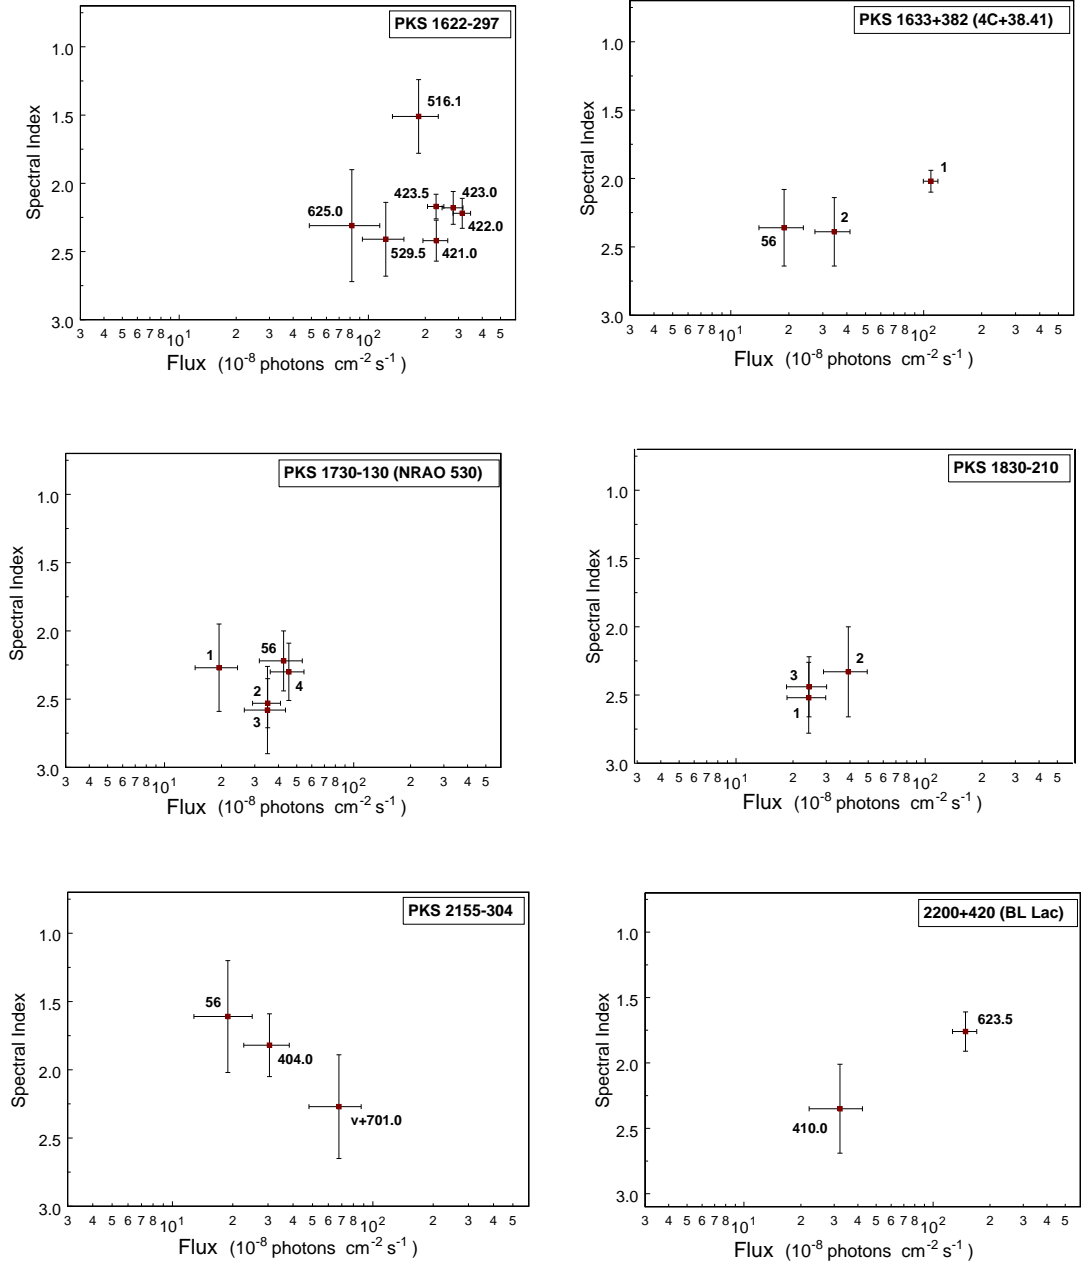 PKS 1622-297
Spectral Index
1.0
1.5
2.0
2.5
3.0
516.1
423.5
423.0
625.0
422.0
529.5
421.0
3 4 5 6 7 8 10^1 2 3 4 5 6 7 8 10^2 2 3 4 5
Flux (10^-8 photons cm^-2 s^-1 )
PKS 1633+382 (4C+38.41)
Spectral Index
1.0
1.5
2.0
2.5
3.0
1
2
56
3 4 5 6 7 8 10^1 2 3 4 5 6 7 8 10^2 2 3 4 5
Flux (10^-8 photons cm^-2 s^-1 )
PKS 1730-130 (NRAO 530)
Spectral Index
1.0
1.5
2.0
2.5
3.0
1
56
4
2
3
3 4 5 6 7 8 10^1 2 3 4 5 6 7 8 10^2 2 3 4 5
Flux (10^-8 photons cm^-2 s^-1 )
PKS 1830-210
Spectral Index
1.0
1.5
2.0
2.5
3.0
2
3
1
3 4 5 6 7 8 10^1 2 3 4 5 6 7 8 10^2 2 3 4 5
Flux (10^-8 photons cm^-2 s^-1 )
PKS 2155-304
Spectral Index
1.0
1.5
2.0
2.5
3.0
56
404.0
v+701.0
3 4 5 6 7 8 10^1 2 3 4 5 6 7 8 10^2 2 3 4 5
Flux (10^-8 photons cm^-2 s^-1 )
2200+420 (BL Lac)
Spectral Index
1.0
1.5
2.0
2.5
3.0
623.5
410.0
3 4 5 6 7 8 10^1 2 3 4 5 6 7 8 10^2 2 3 4 5
Flux (10^-8 photons cm^-2 s^-1 )